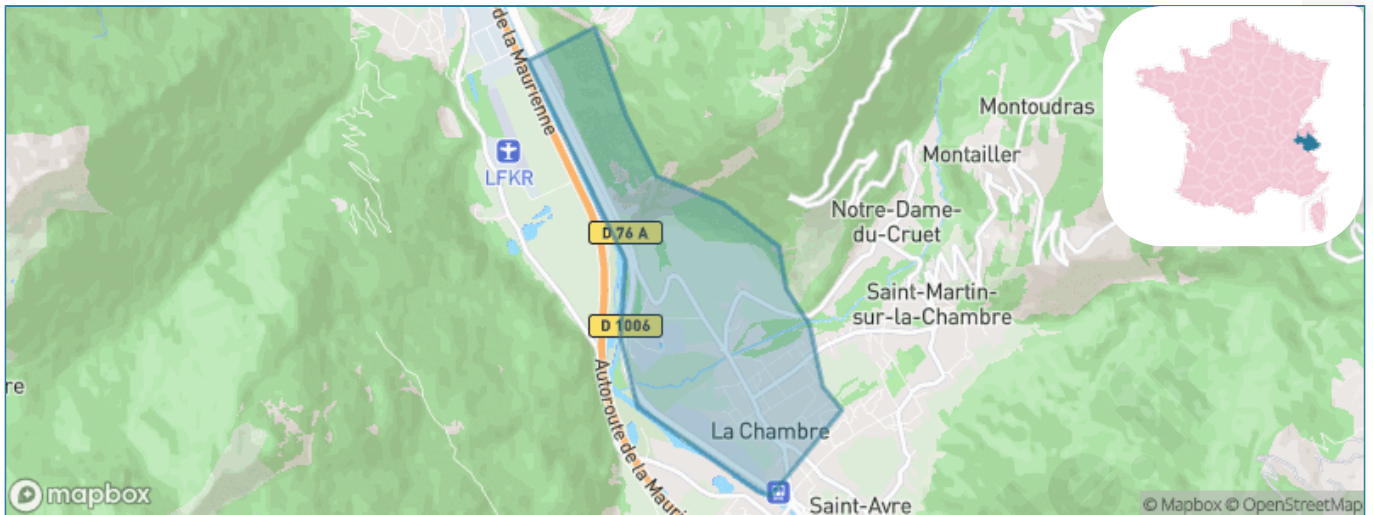 de la Maurienne
LFKR
D 76 A
D 1006
Autoroute de la Mauri
Montoudras
Montailler
Notre-Dame-
du-Cruet
Saint-Martin-
sur-la-Chambre
La Chambre
Saint-Avre
re
mapbox
© Mapbox © OpenStreetMap